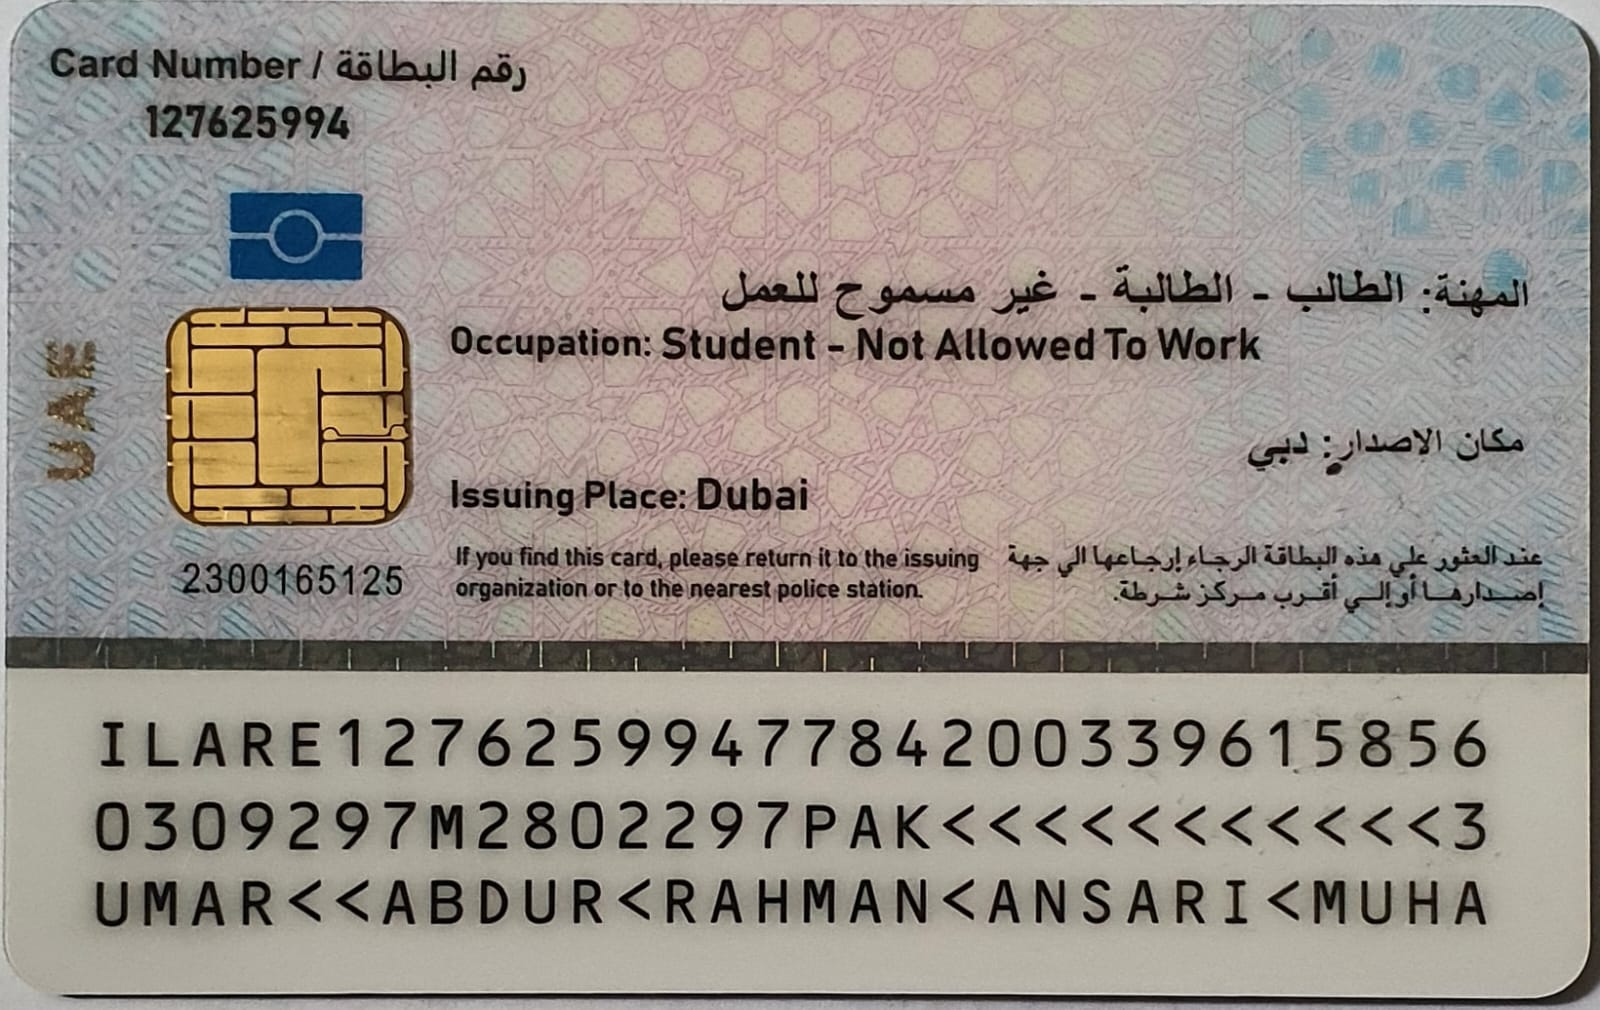 Card Number / رقم البطاقة
127625994
المهنة: الطالب - الطالبة - غير مسموح للعمل
Occupation: Student - Not Allowed To Work
UAE
مكان الاصدار: دبي
Issuing Place: Dubai
If you find this card, please return it to the issuing
organization or to the nearest police station.
عند العثور علي هذه البطاقة الرجاء إرجاعها الي جهة
إصدارها أو إلي أقرب مركز شرطة.
2300165125
ILARE1276259947784200339615856
0309297M2802297PAK<<<<<<<<<<<3
UMAR<<ABDUR<RAHMAN<ANSARI<MUHA